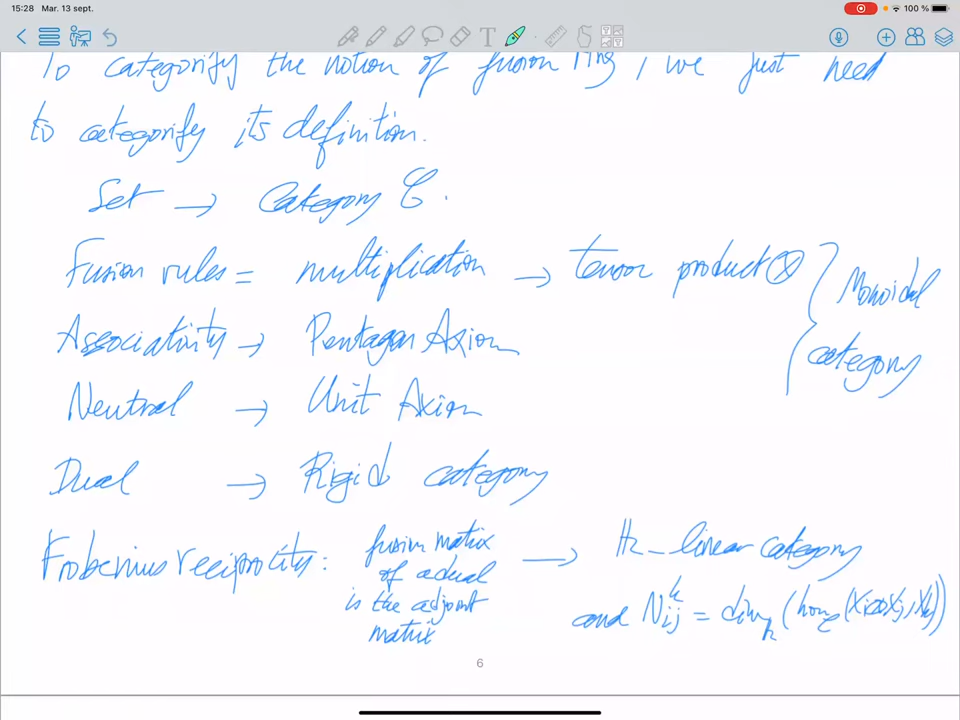 15:28 Mar. 13 sept. 100 %
To categorify the notion of fusion ring, we just need
to categorify its definition.
Set → Category C.
Fusion rules = multiplication → tensor product ⊗ } Monoidal category
Associativity → Pentagon Axiom
Neutral → Unit Axiom
Dual → Rigid category
Frobenius reciprocity: fusion matrix of a dual is the adjoint matrix → k-linear category
and N_ij^k = dim_k (hom_C (X_i ⊗ X_j, X_k))
6